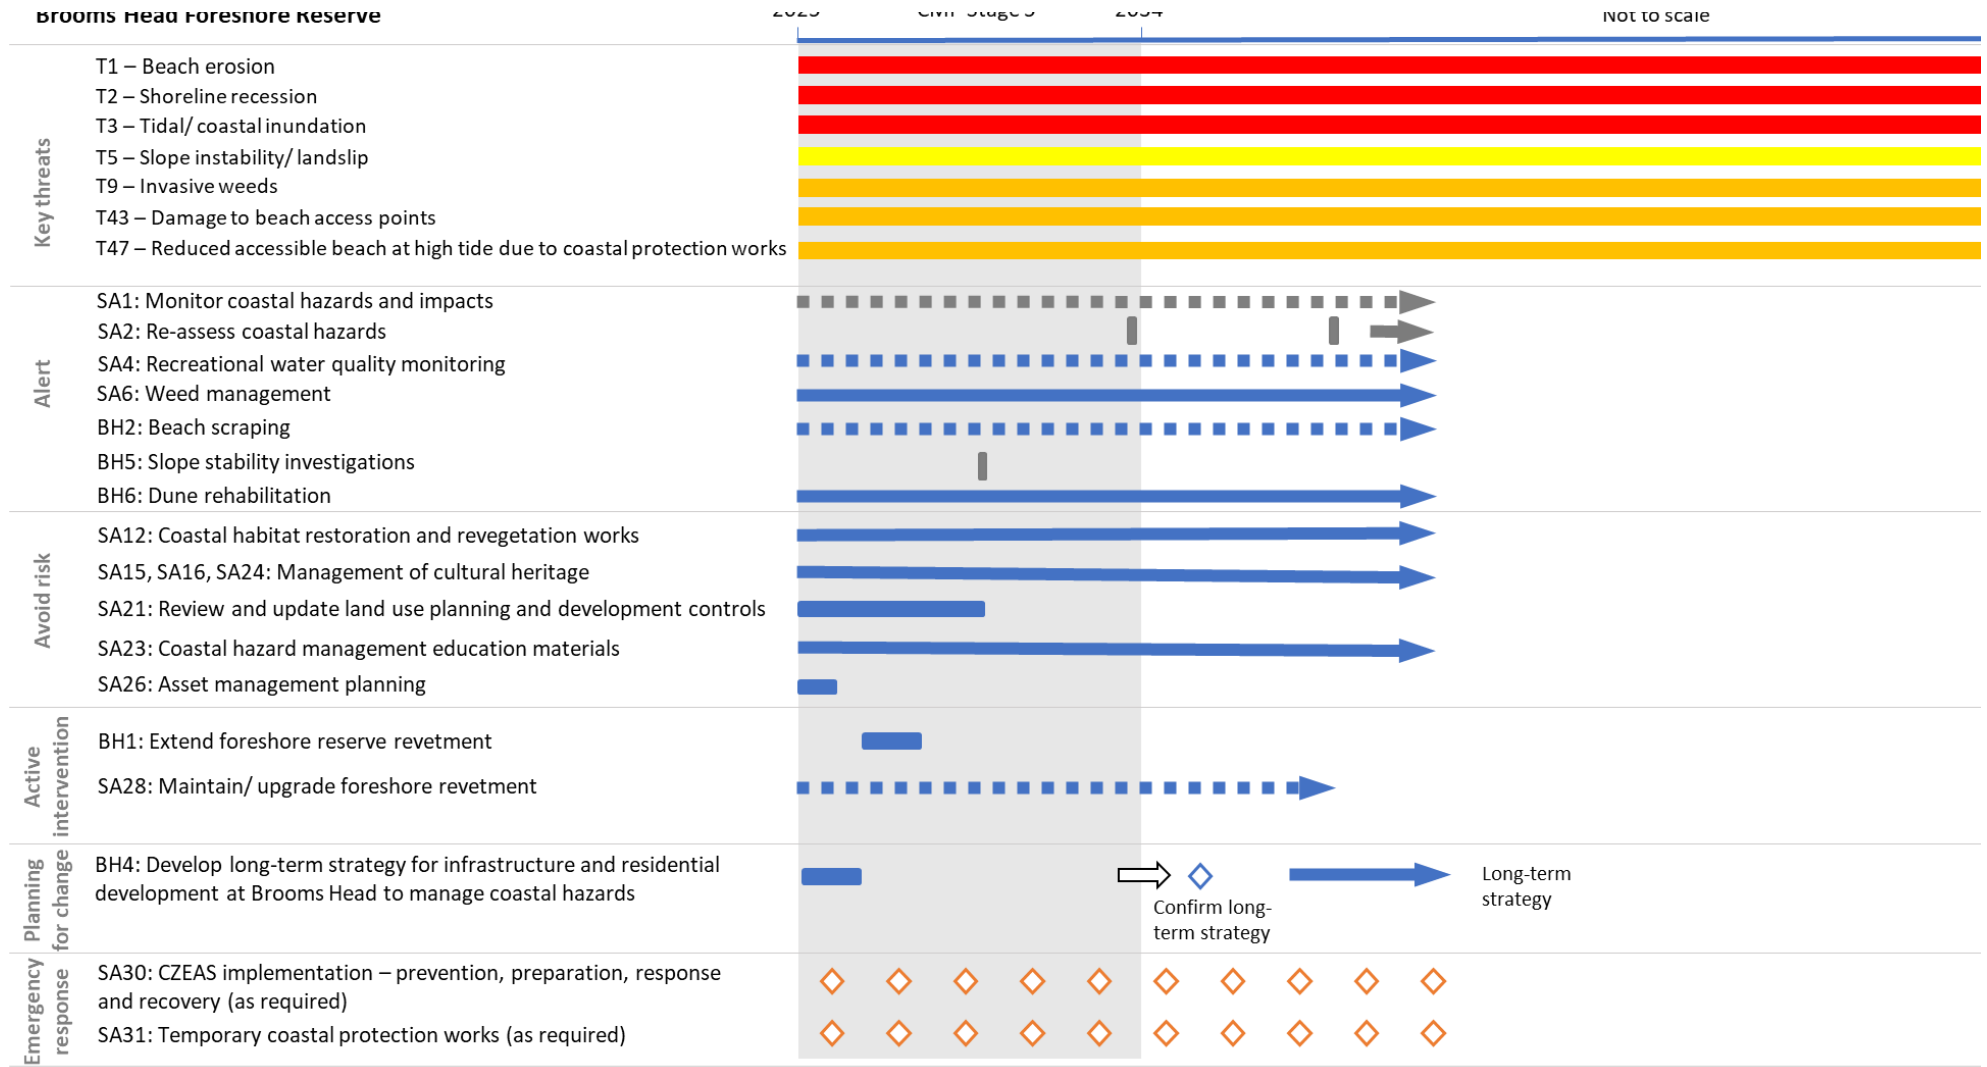 Brooms Head Foreshore Reserve
2034
Not to scale
Key threats
T1 – Beach erosion
T2 – Shoreline recession
T3 – Tidal/ coastal inundation
T5 – Slope instability/ landslip
T9 – Invasive weeds
T43 – Damage to beach access points
T47 – Reduced accessible beach at high tide due to coastal protection works
Alert
SA1: Monitor coastal hazards and impacts
SA2: Re-assess coastal hazards
SA4: Recreational water quality monitoring
SA6: Weed management
BH2: Beach scraping
BH5: Slope stability investigations
BH6: Dune rehabilitation
Avoid risk
SA12: Coastal habitat restoration and revegetation works
SA15, SA16, SA24: Management of cultural heritage
SA21: Review and update land use planning and development controls
SA23: Coastal hazard management education materials
SA26: Asset management planning
Active
intervention
BH1: Extend foreshore reserve revetment
SA28: Maintain/ upgrade foreshore revetment
Planning
for change
BH4: Develop long-term strategy for infrastructure and residential
development at Brooms Head to manage coastal hazards
Confirm long-
term strategy
Long-term
strategy
Emergency
response
SA30: CZEAS implementation – prevention, preparation, response
and recovery (as required)
SA31: Temporary coastal protection works (as required)